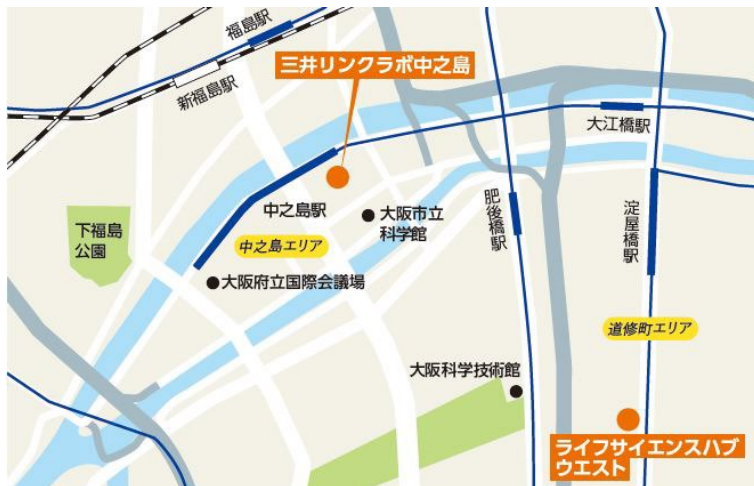 福島駅
新福島駅
三井リンクラボ中之島
大江橋駅
中之島駅
大阪市立
科学館
肥後橋駅
淀屋橋駅
下福島
公園
中之島エリア
大阪府立国際会議場
道修町エリア
大阪科学技術館
ライフサイエンスハブ
ウエスト